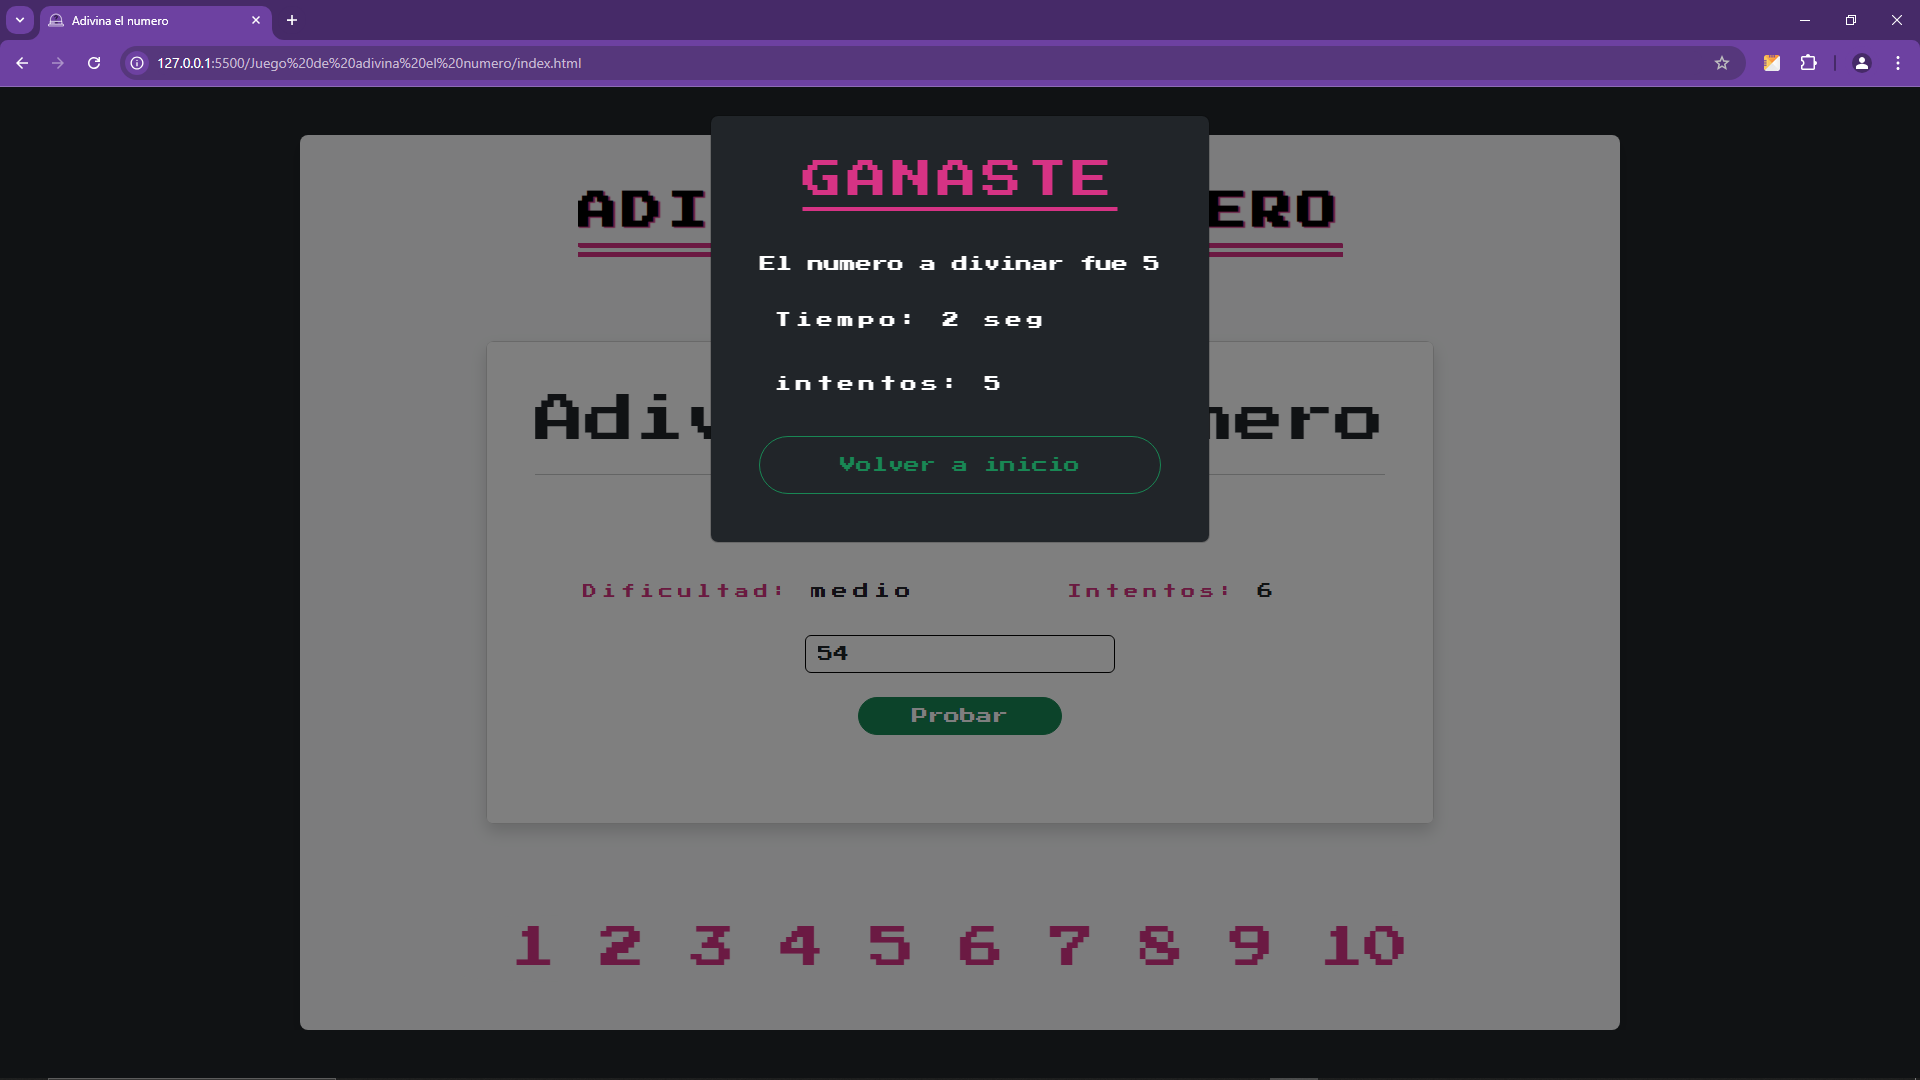 Adivina el numero
127.0.0.1:5500/Juego%20de%20adivina%20el%20numero/index.html
GANASTE
ADI ERO
El numero a divinar fue 5
Tiempo: 2 seg
intentos: 5
Adiv mero
Volver a inicio
Dificultad: medio Intentos: 6
54
Probar
1 2 3 4 5 6 7 8 9 10